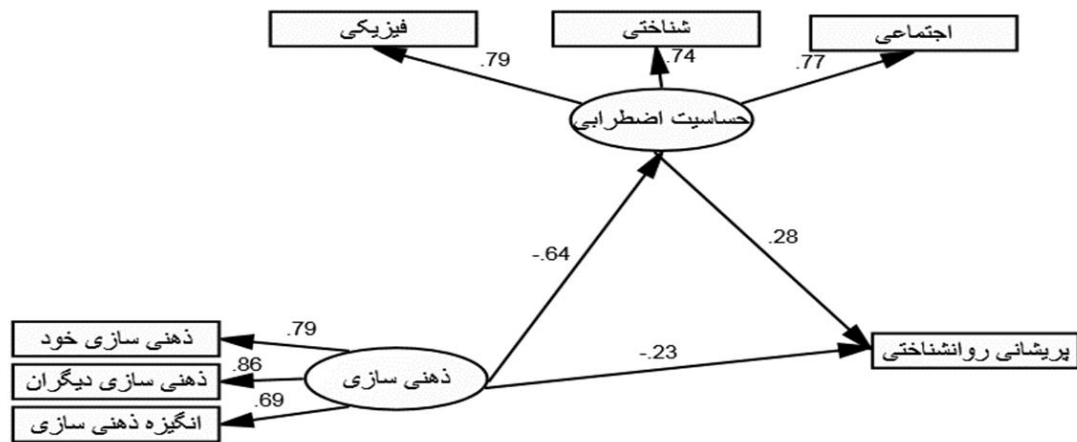 فیزیکی
شناختی
اجتماعی
.79
.74
.77
حساسیت اضطرابی
-.64
.28
ذهنی سازی خود
.79
ذهنی سازی دیگران
.86
ذهنی سازی
-.23
پریشانی روانشناختی
انگیزه ذهنی سازی
.69